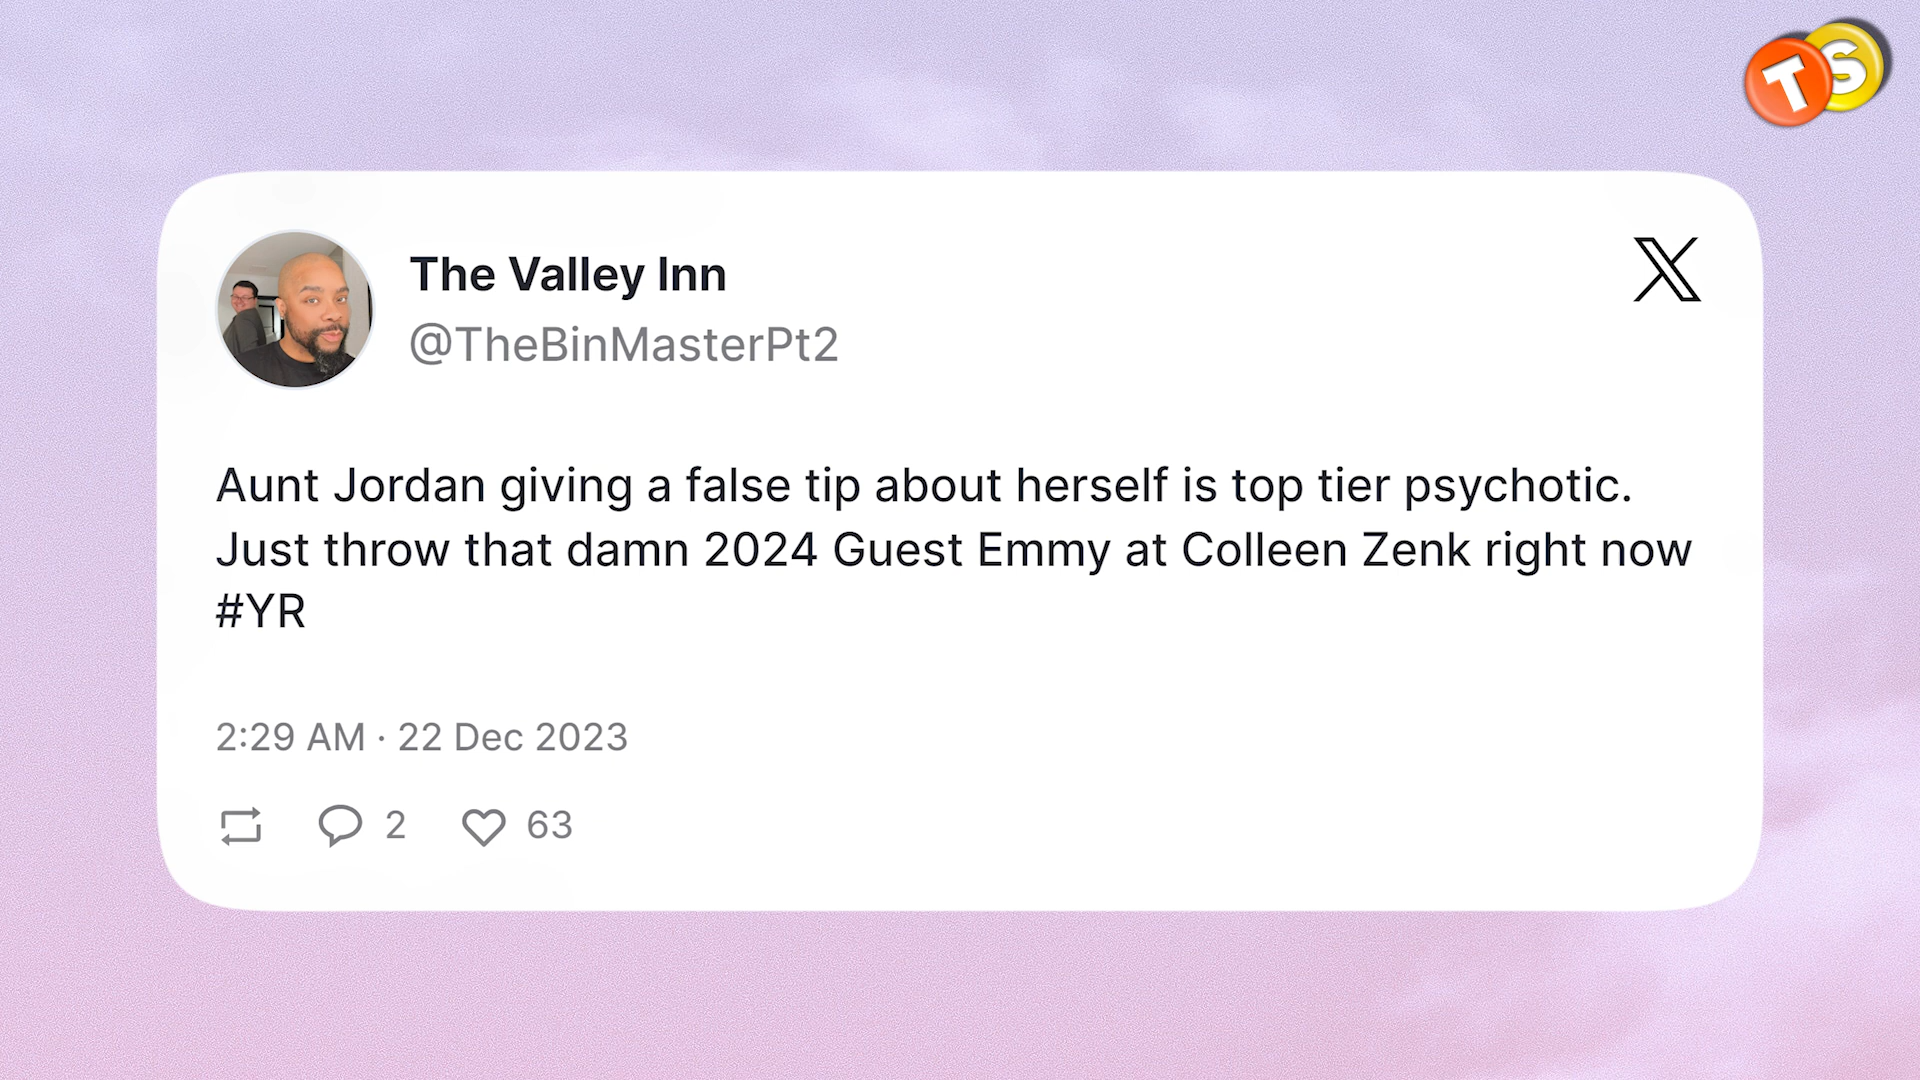 TS
The Valley Inn
@TheBinMasterPt2
Aunt Jordan giving a false tip about herself is top tier psychotic.
Just throw that damn 2024 Guest Emmy at Colleen Zenk right now
#YR
2:29 AM · 22 Dec 2023
2 63